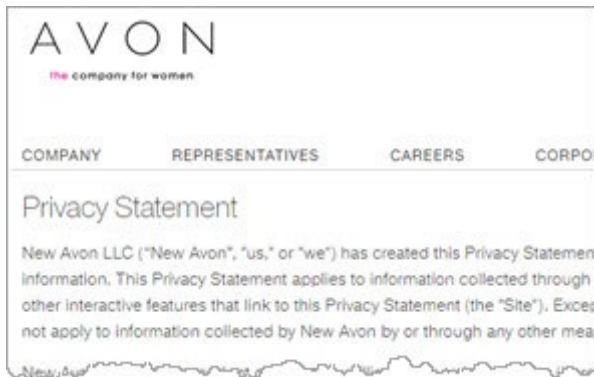 AVON
the company for women
COMPANY REPRESENTATIVES CAREERS CORPO
Privacy Statement
New Avon LLC ("New Avon", "us," or "we") has created this Privacy Statemen
information. This Privacy Statement applies to information collected through
other interactive features that link to this Privacy Statement (the "Site"). Excep
not apply to information collected by New Avon by or through any other mea